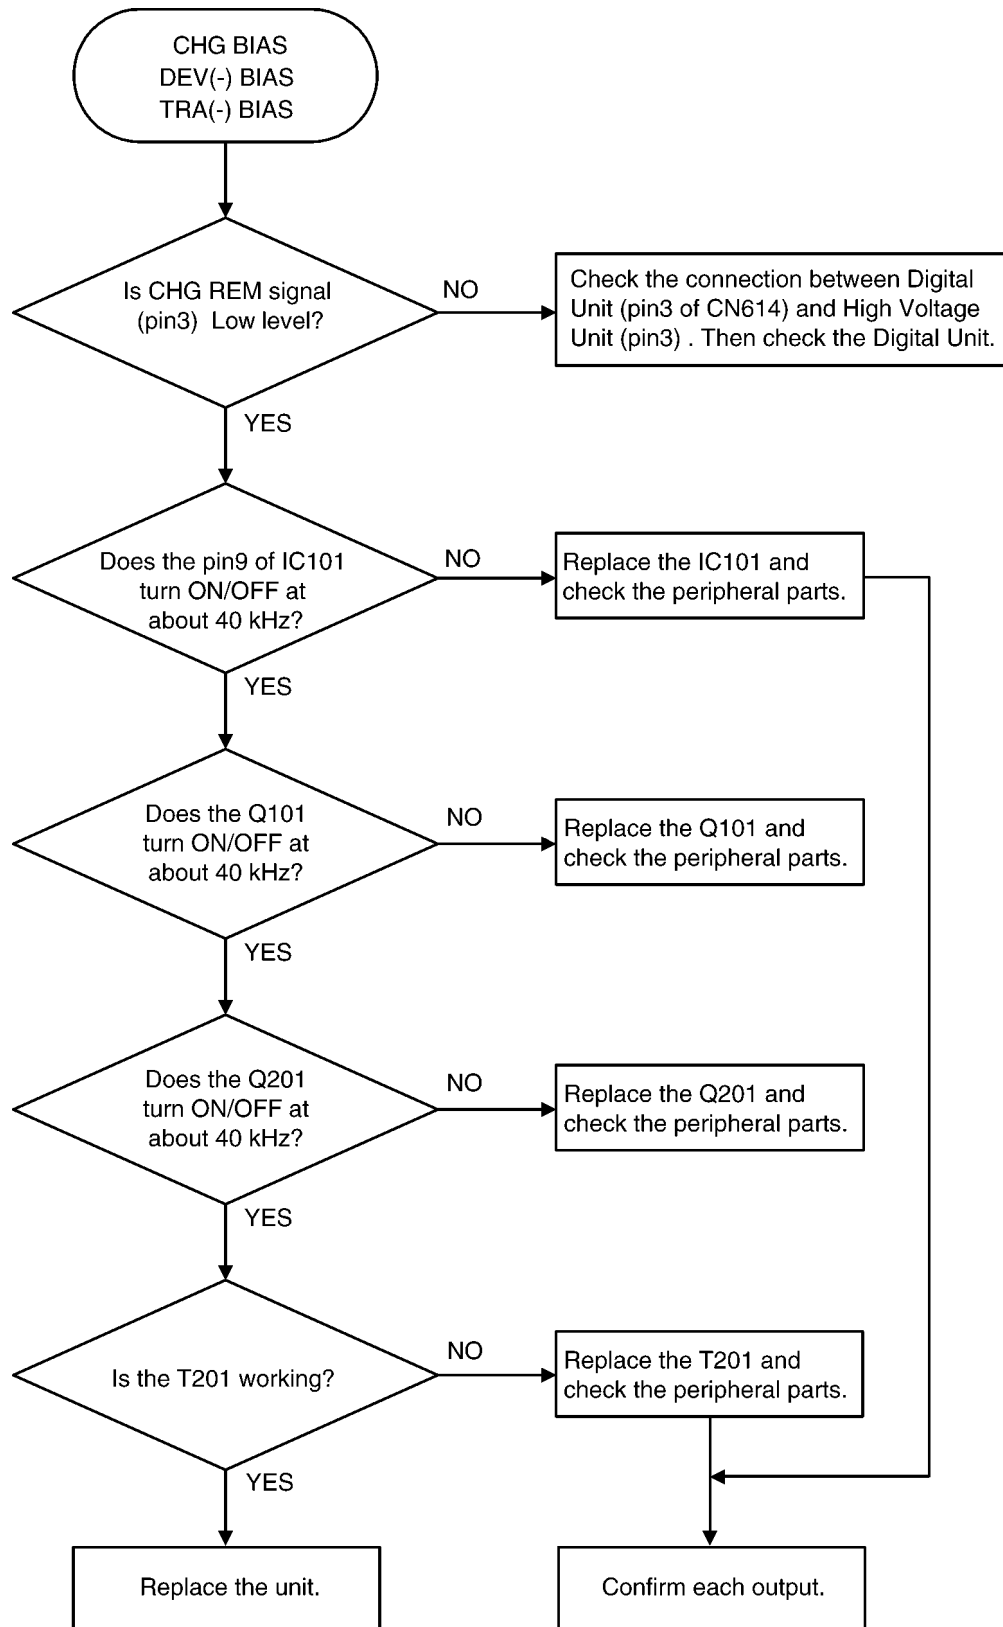 CHG BIAS
DEV(-) BIAS
TRA(-) BIAS
Is CHG REM signal
(pin3) Low level?
NO
Check the connection between Digital
Unit (pin3 of CN614) and High Voltage
Unit (pin3) . Then check the Digital Unit.
YES
Does the pin9 of IC101
turn ON/OFF at
about 40 kHz?
NO
Replace the IC101 and
check the peripheral parts.
YES
Does the Q101
turn ON/OFF at
about 40 kHz?
NO
Replace the Q101 and
check the peripheral parts.
YES
Does the Q201
turn ON/OFF at
about 40 kHz?
NO
Replace the Q201 and
check the peripheral parts.
YES
Is the T201 working?
NO
Replace the T201 and
check the peripheral parts.
YES
Replace the unit.
Confirm each output.